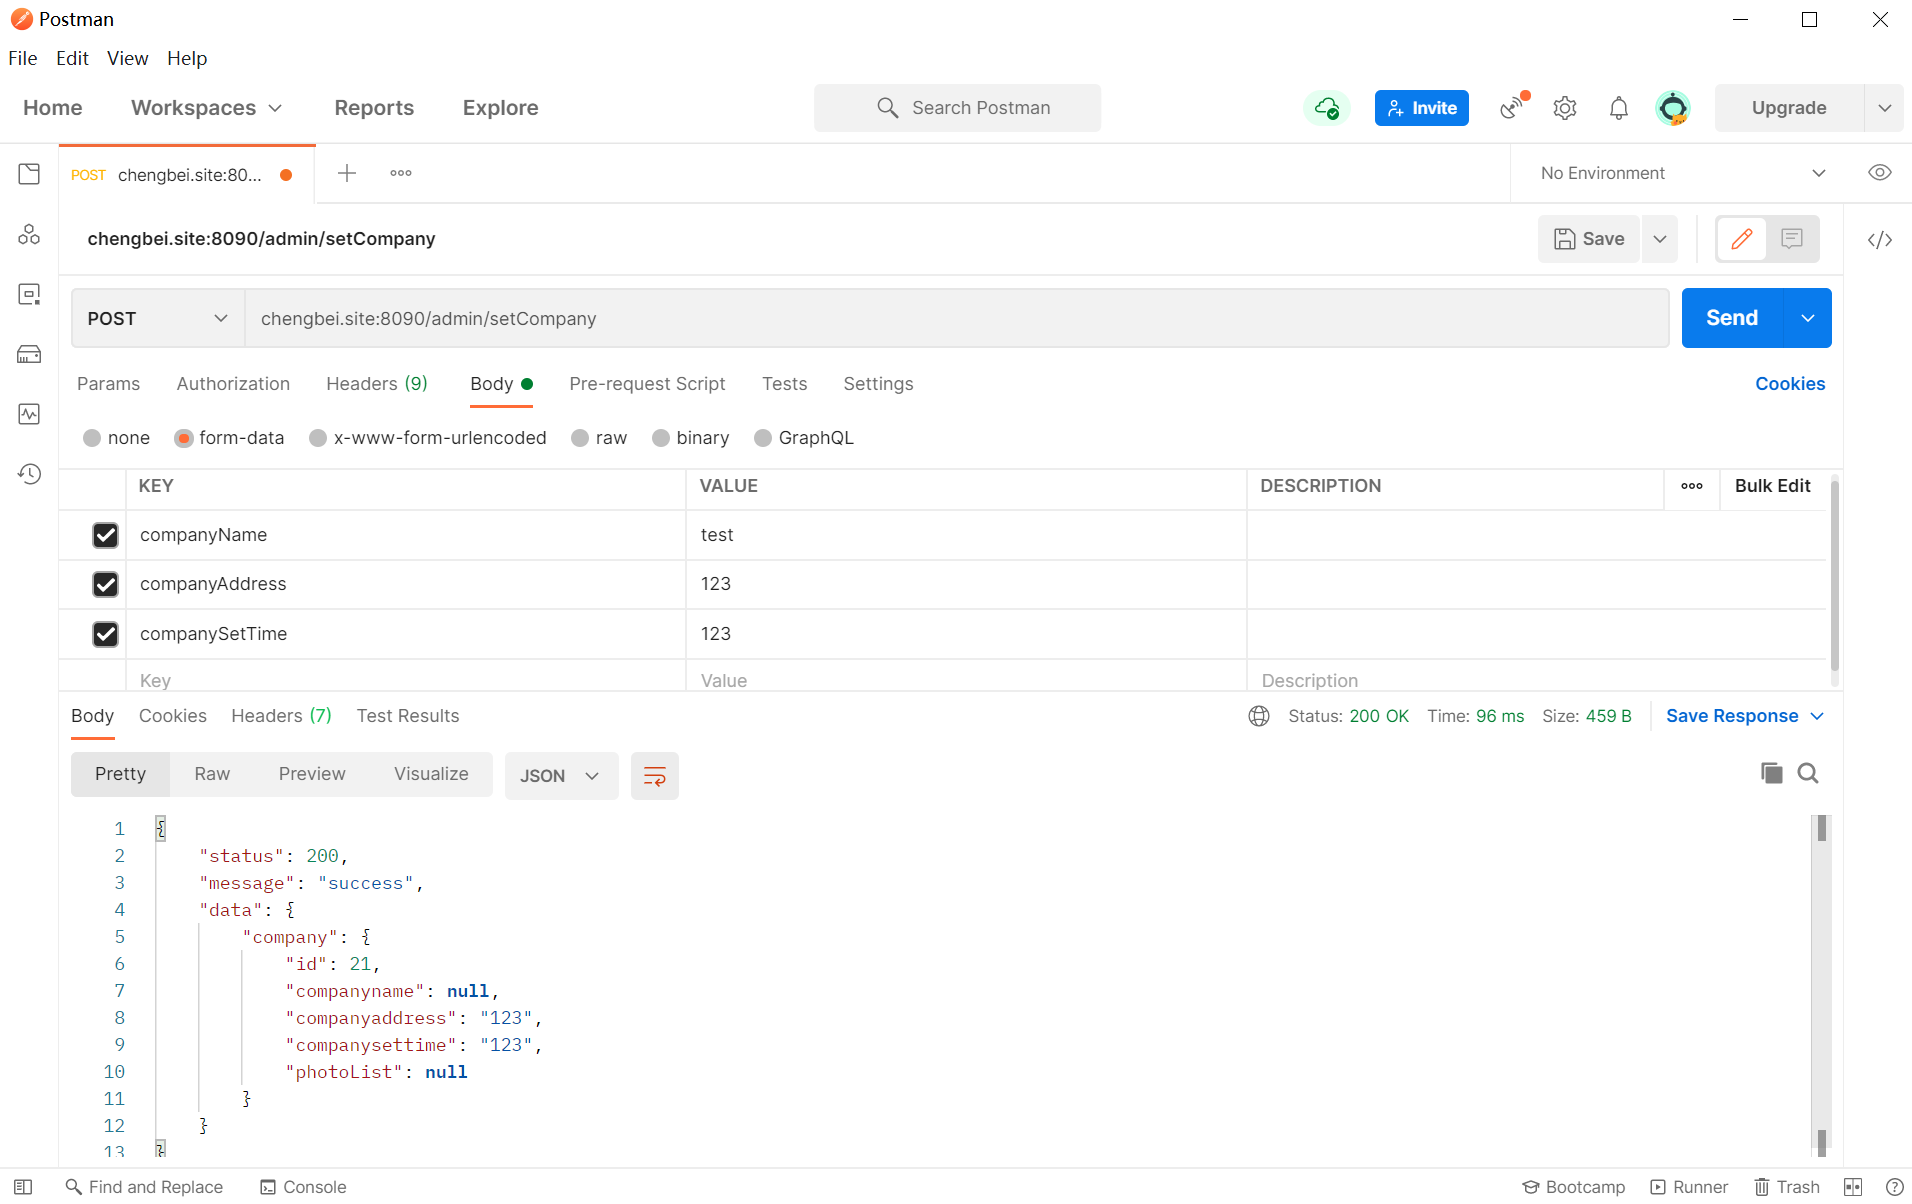 Postman
File Edit View Help
Home Workspaces Reports Explore Search Postman Invite Upgrade
POST chengbei.site:80... No Environment
chengbei.site:8090/admin/setCompany Save
POST chengbei.site:8090/admin/setCompany Send
Params Authorization Headers (9) Body Pre-request Script Tests Settings Cookies
none form-data x-www-form-urlencoded raw binary GraphQL
KEY VALUE DESCRIPTION Bulk Edit
companyName test
companyAddress 123
companySetTime 123
Key Value Description
Body Cookies Headers (7) Test Results Status: 200 OK Time: 96 ms Size: 459 B Save Response
Pretty Raw Preview Visualize JSON
1 {
2 "status": 200,
3 "message": "success",
4 "data": {
5 "company": {
6 "id": 21,
7 "companyname": null,
8 "companyaddress": "123",
9 "companysettime": "123",
10 "photoList": null
11 }
12 }
13 }
Find and Replace Console Bootcamp Runner Trash